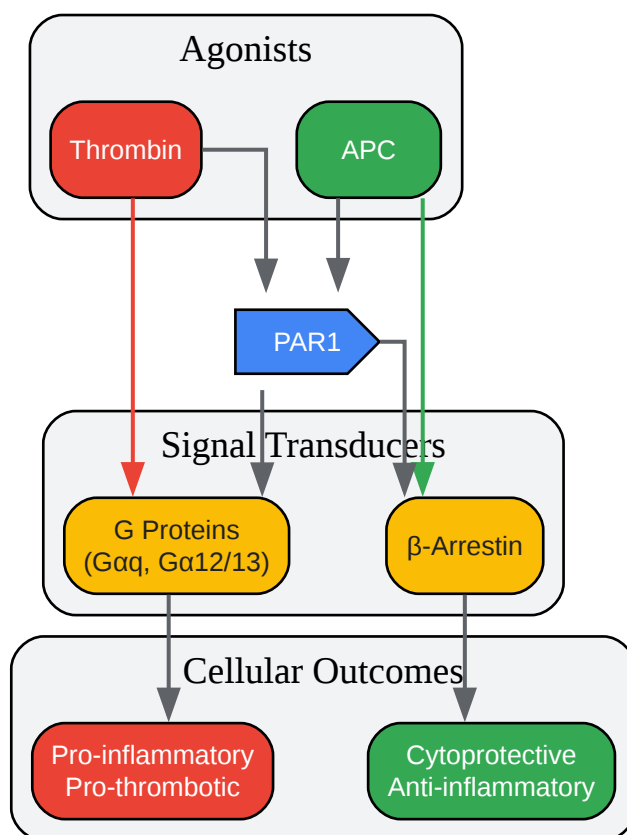 Agonists
Thrombin
APC
PAR1
Signal Transducers
G Proteins
(Gαq, Gα12/13)
β-Arrestin
Cellular Outcomes
Pro-inflammatory
Pro-thrombotic
Cytoprotective
Anti-inflammatory